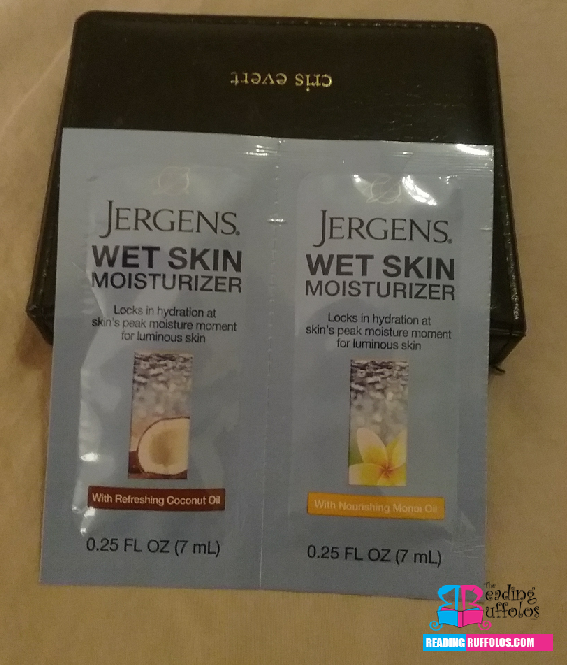 cris evert
JERGENS®
WET SKIN
MOISTURIZER
Locks in hydration at
skin's peak moisture moment
for luminous skin
With Refreshing Coconut Oil
0.25 FL OZ (7 mL)
JERGENS®
WET SKIN
MOISTURIZER
Locks in hydration at
skin's peak moisture moment
for luminous skin
With Nourishing Monoi Oil
0.25 FL OZ (7 mL)
The
Reading
Ruffolos
READING RUFFOLOS.COM